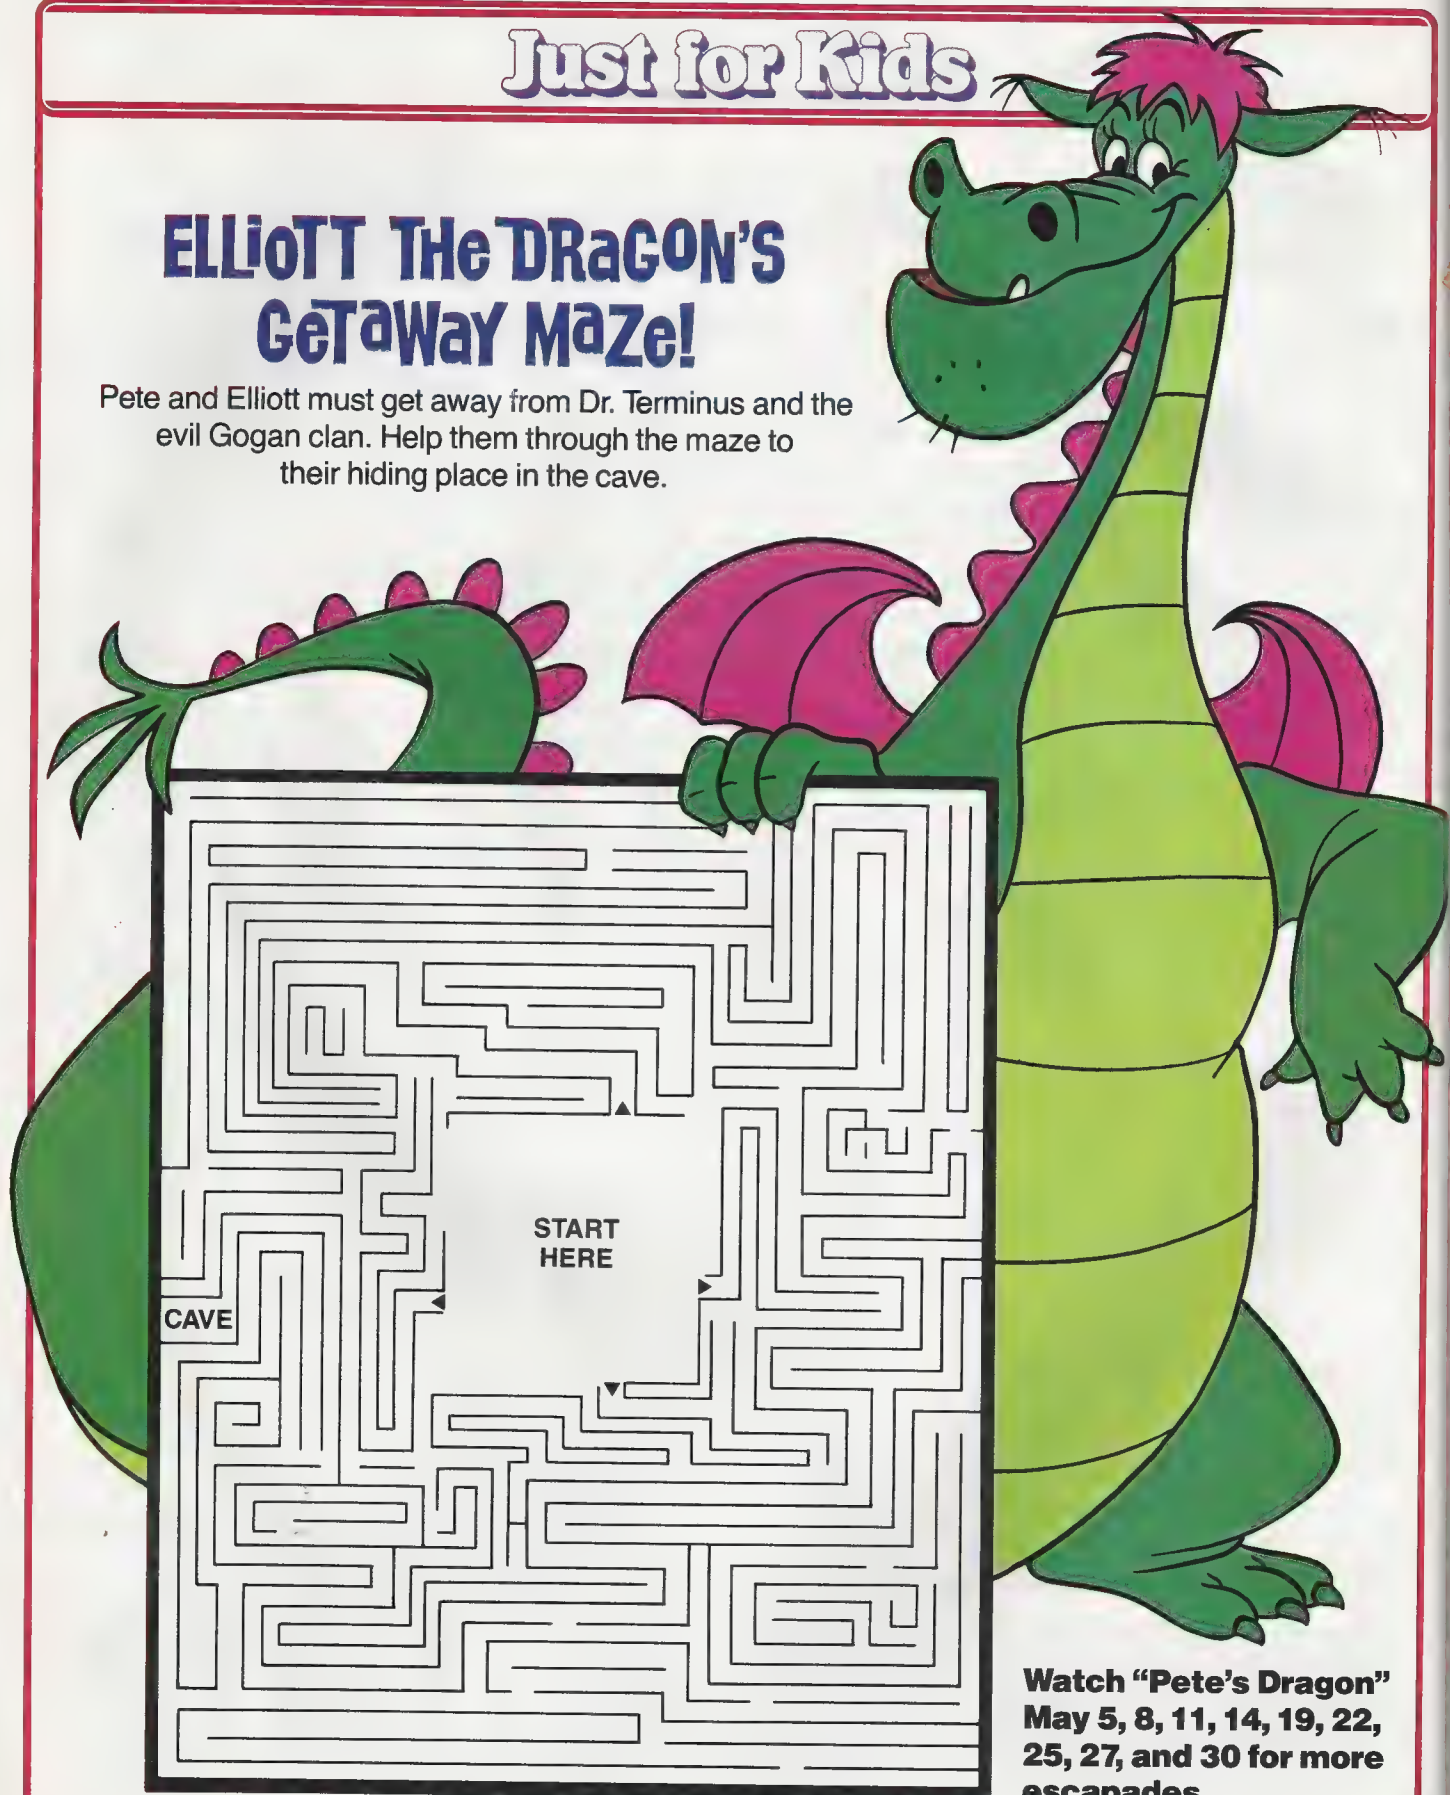 Just for Kids
ELLioTT THe DRaGON'S
GeTaWaY MaZe!
Pete and Elliott must get away from Dr. Terminus and the
evil Gogan clan. Help them through the maze to
their hiding place in the cave.
START
HERE
CAVE
Watch "Pete's Dragon"
May 5, 8, 11, 14, 19, 22,
25, 27, and 30 for more
escapades